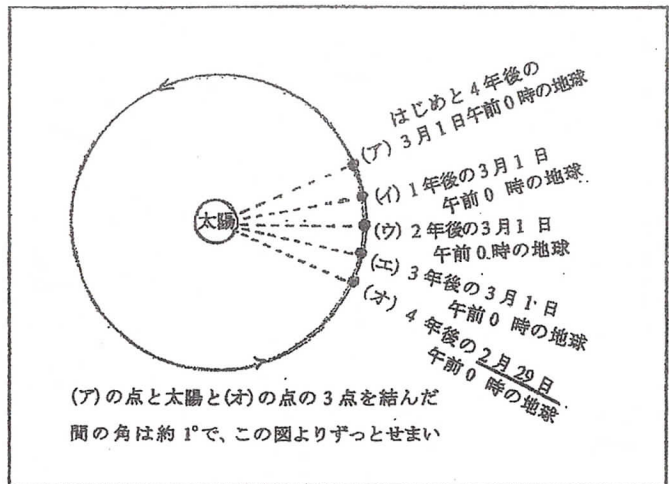 はじめと4年後の
(ア) 3月1日午前0時の地球
(イ) 1年後の3月1日
午前0時の地球
太陽
(ウ) 2年後の3月1日
午前0時の地球
(エ) 3年後の3月1日
午前0時の地球
(オ) 4年後の2月29日
午前0時の地球
(ア)の点と太陽と(オ)の点の3点を結んだ
間の角は約1°で、この図よりずっとせまい